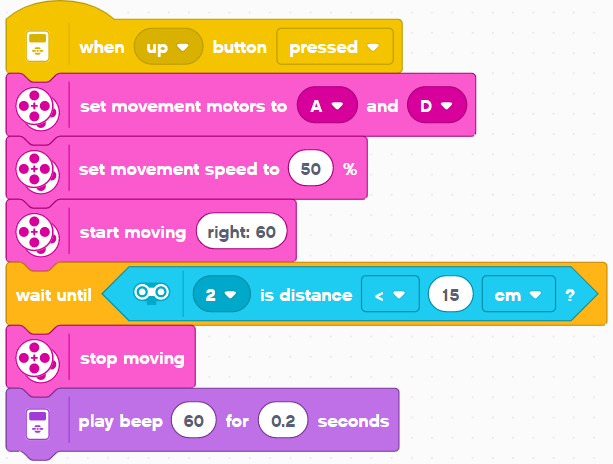 when up button pressed
set movement motors to A and D
set movement speed to 50 %
start moving right: 60
wait until 2 is distance < 15 cm ?
stop moving
play beep 60 for 0.2 seconds